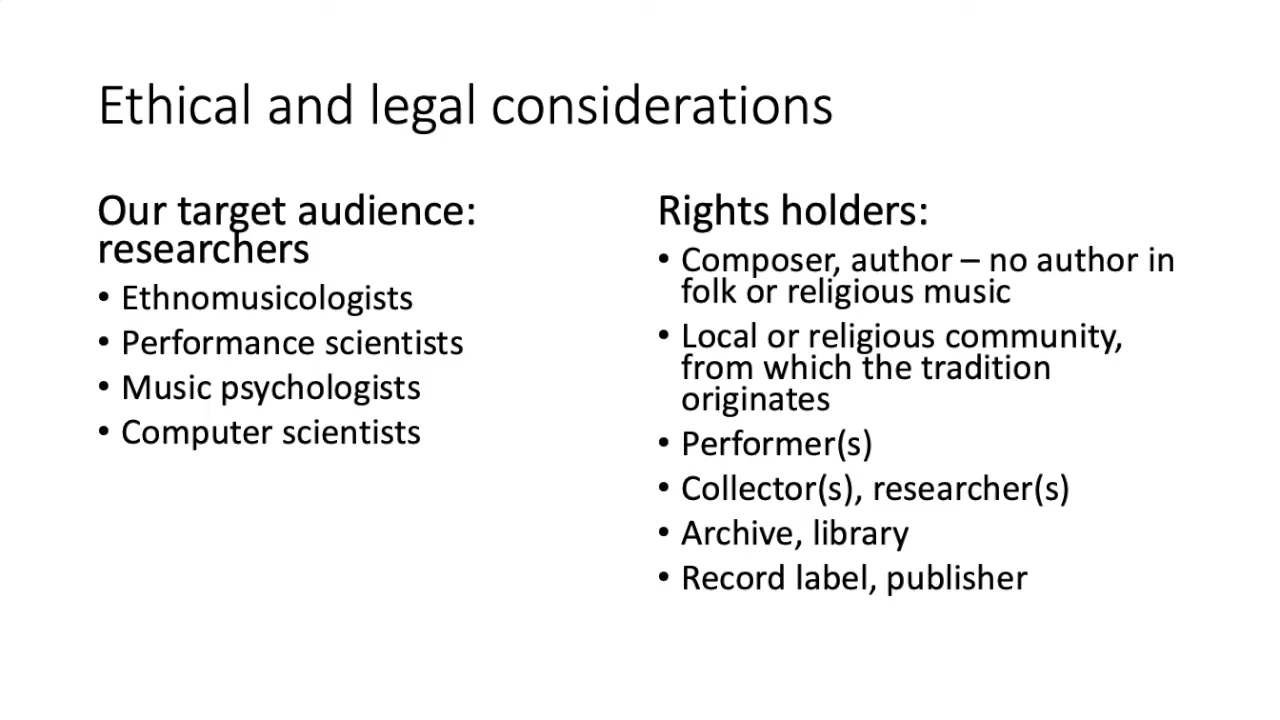 Ethical and legal considerations
Our target audience:
researchers
• Ethnomusicologists
• Performance scientists
• Music psychologists
• Computer scientists
Rights holders:
• Composer, author – no author in
folk or religious music
• Local or religious community,
from which the tradition
originates
• Performer(s)
• Collector(s), researcher(s)
• Archive, library
• Record label, publisher